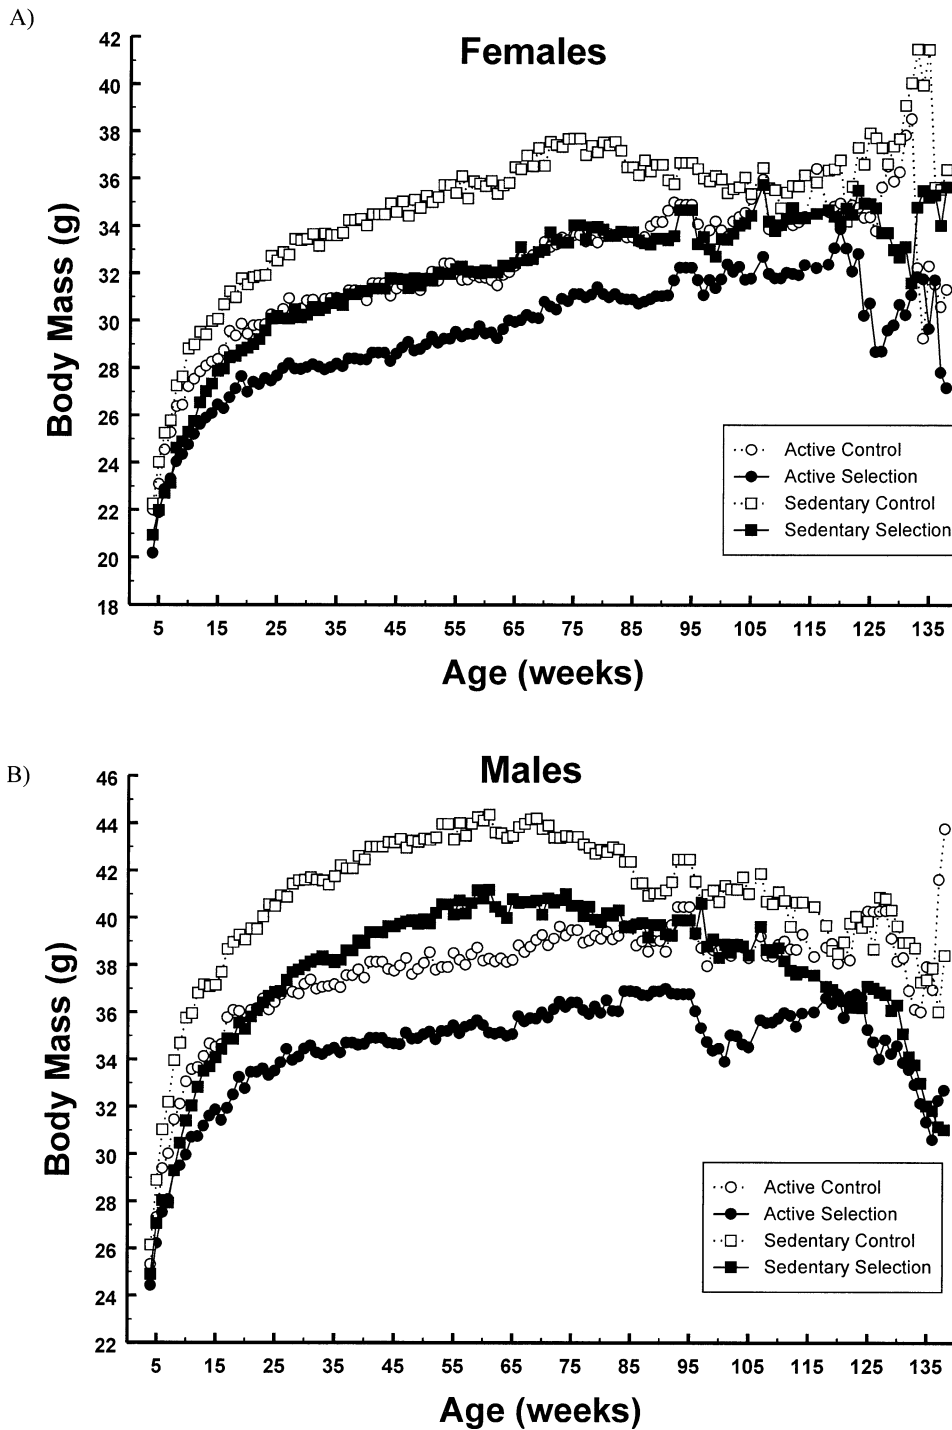 A)
Females
42
40
38
36
34
32
30
28
26
24
22
20
18
Body Mass (g)
Active Control
Active Selection
Sedentary Control
Sedentary Selection
5 15 25 35 45 55 65 75 85 95 105 115 125 135
Age (weeks)
B)
Males
46
44
42
40
38
36
34
32
30
28
26
24
22
Body Mass (g)
Active Control
Active Selection
Sedentary Control
Sedentary Selection
5 15 25 35 45 55 65 75 85 95 105 115 125 135
Age (weeks)